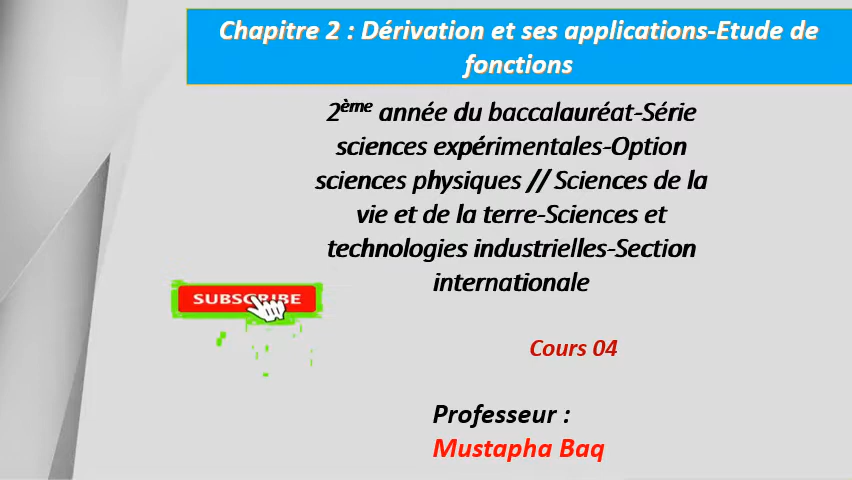 Chapitre 2 : Dérivation et ses applications-Etude de
fonctions
2ème année du baccalauréat-Série
sciences expérimentales-Option
sciences physiques // Sciences de la
vie et de la terre-Sciences et
technologies industrielles-Section
internationale
SUBSCRIBE
Cours 04
Professeur :
Mustapha Baq